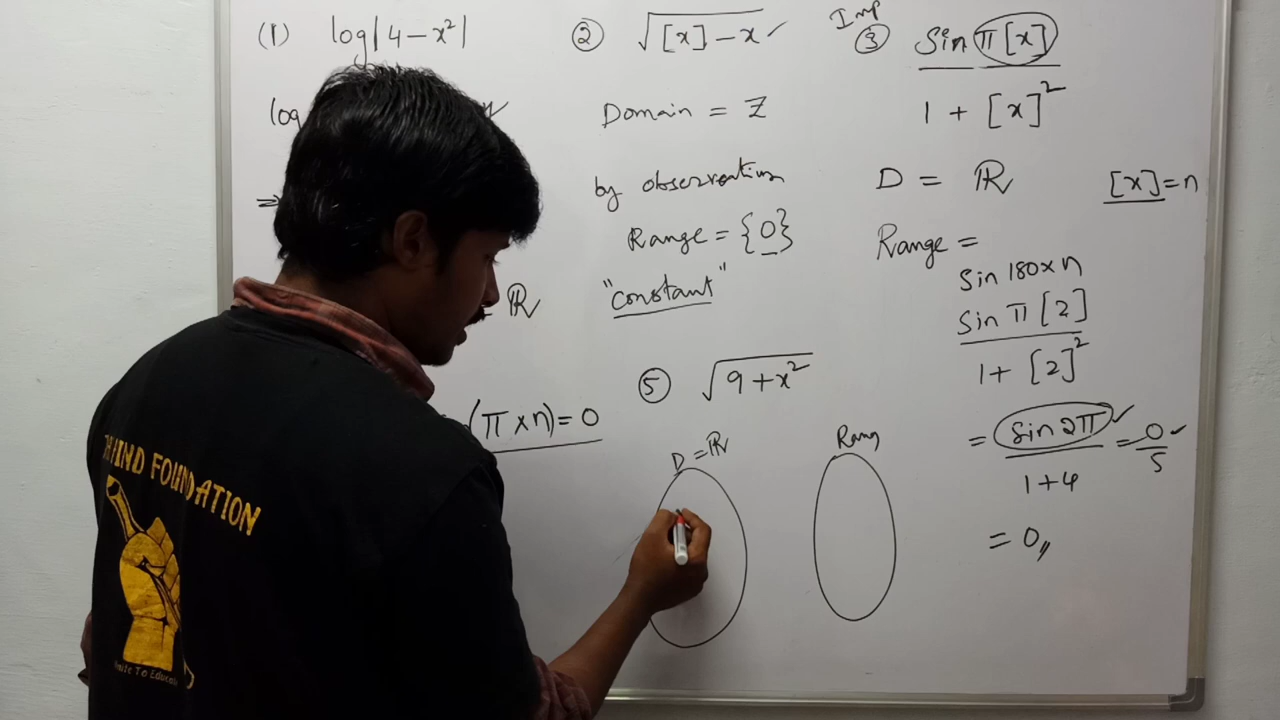 (1) log|4-x²|
log
⇒
ℝ
(π×n)=0
② √[x]-x ✓
Domain = Z
by observation
Range = {0}
"constant"
⑤ √9+x²
D = ℝ
Rang
Imp
③ Sin π[x]
1 + [x]²
D = ℝ
[x]=n
Range =
Sin 180×n
Sin π[2]
1+[2]²
= Sin 2π ✓ = 0 ✓
1+4 5
= 0,,
FOUNDATION